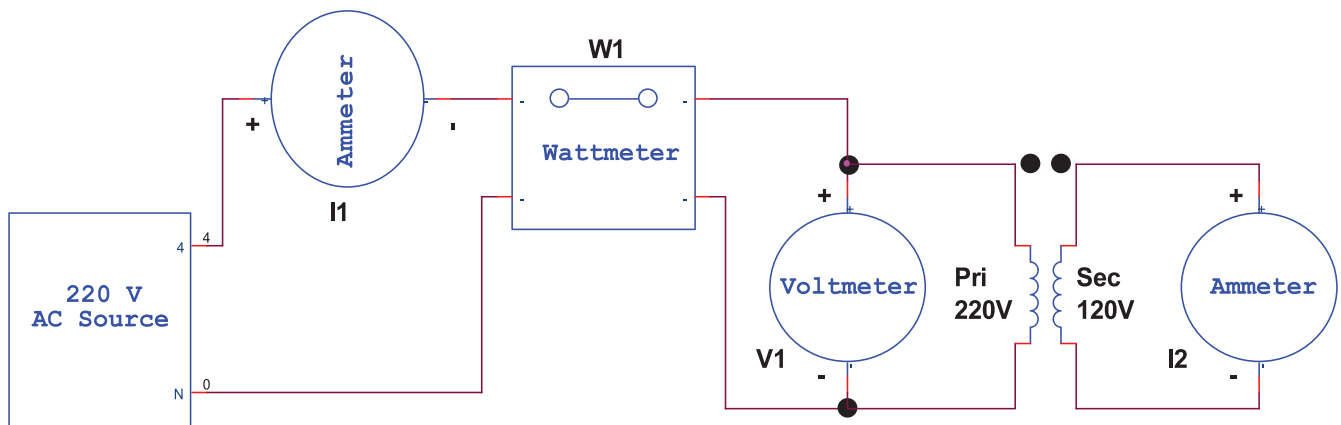 W1
Ammeter
+
+
-
-
-
-
Wattmeter
I1
-
-
220 V
AC Source
4
4
N
0
+
+
Voltmeter
V1
-
-
Pri
220V
Sec
120V
+
+
Ammeter
I2
-
-